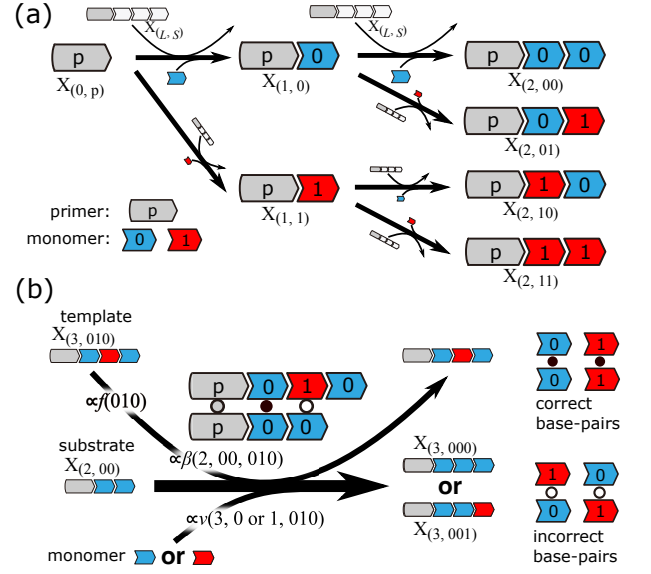 (a)
X(L, S)
X(L, S)
p
p 0
p 0 0
X(0, p)
X(1, 0)
X(2, 00)
p 0 1
X(2, 01)
p 1
p 1 0
X(1, 1)
X(2, 10)
primer: p
monomer: 0 1
p 1 1
X(2, 11)
(b)
template
X(3, 010)
∝f(010)
p 0 1 0
p 0 0
0 1
0 1
correct
base-pairs
substrate
X(2, 00)
∝β(2, 00, 010)
X(3, 000)
or
X(3, 001)
∝v(3, 0 or 1, 010)
monomer or
1 0
0 1
incorrect
base-pairs